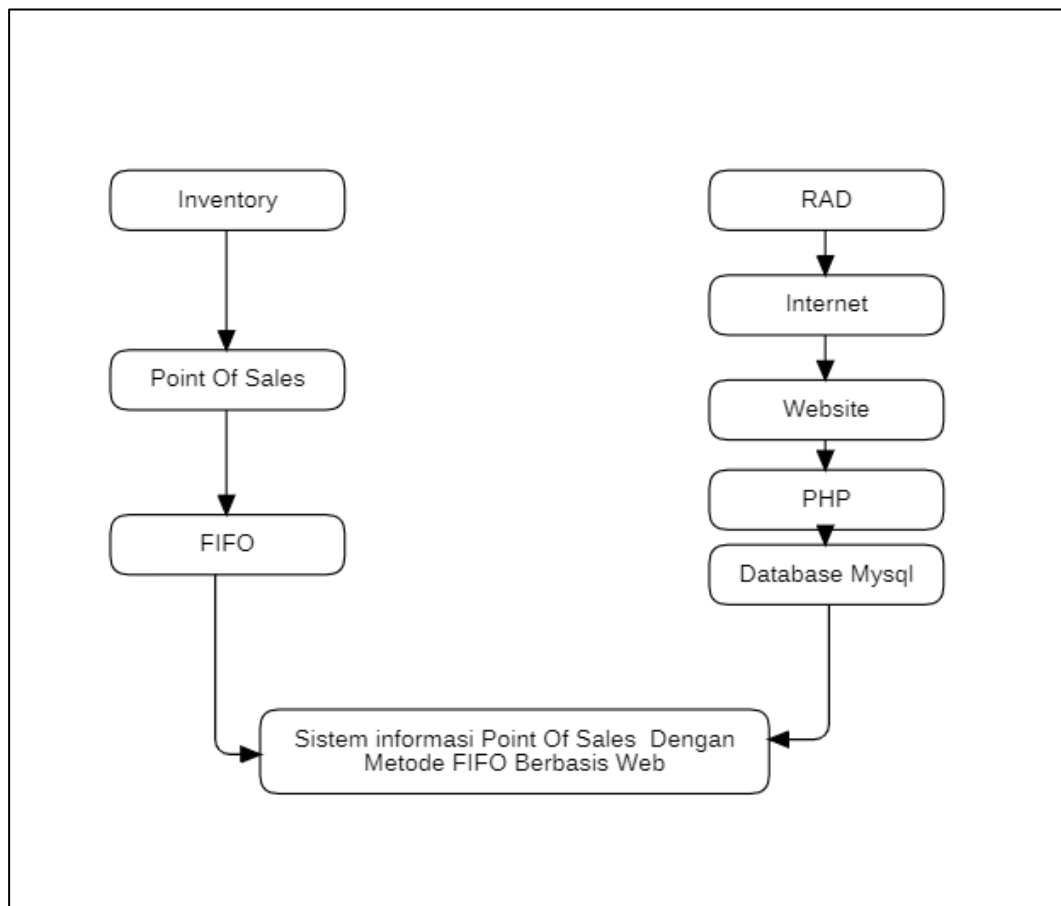 Inventory
Point Of Sales
FIFO
RAD
Internet
Website
PHP
Database Mysql
Sistem informasi Point Of Sales  Dengan
Metode FIFO Berbasis Web